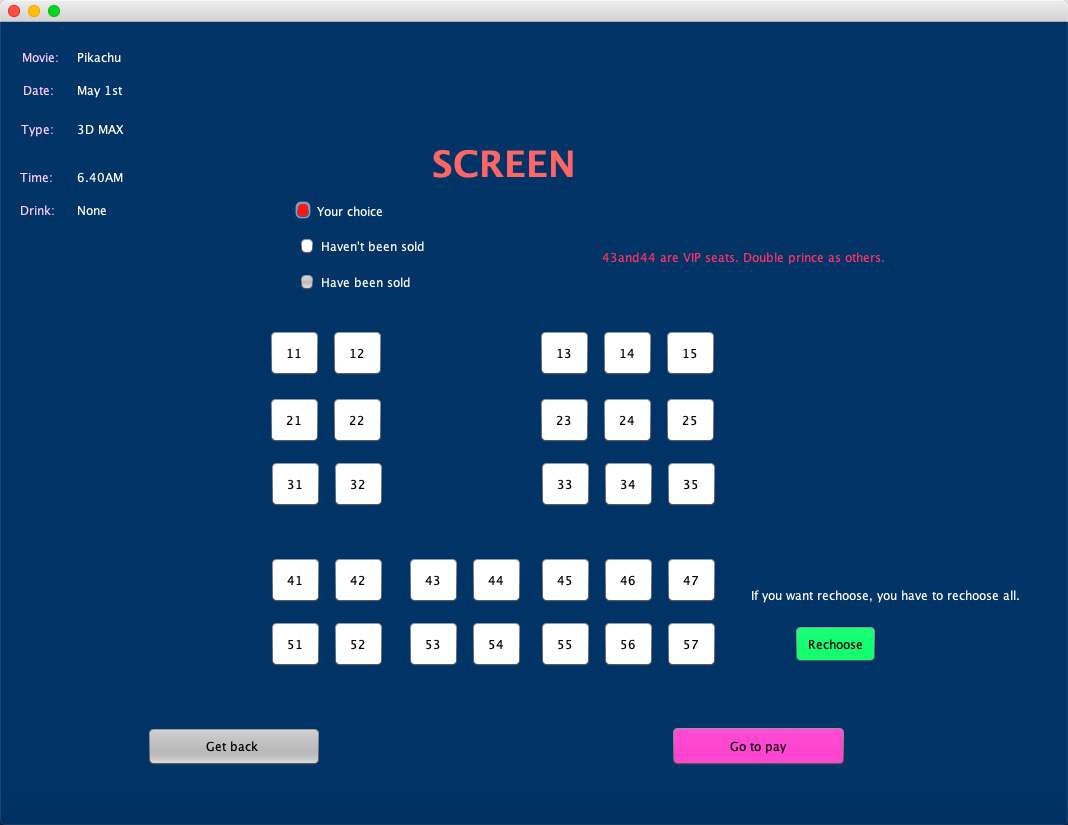 Movie: Pikachu
Date: May 1st
Type: 3D MAX
SCREEN
Time: 6.40AM
Drink: None
Your choice
Haven't been sold
43and44 are VIP seats. Double prince as others.
Have been sold
11 12 13 14 15
21 22 23 24 25
31 32 33 34 35
41 42 43 44 45 46 47
If you want rechoose, you have to rechoose all.
51 52 53 54 55 56 57
Rechoose
Get back
Go to pay